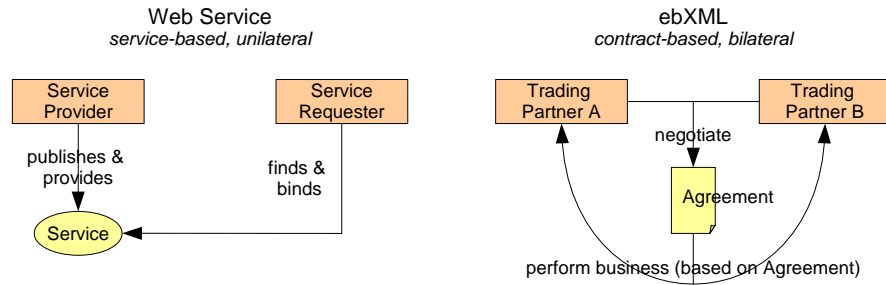 Web Service
service-based, unilateral
Service
Provider
Service
Requester
publishes &
provides
finds &
binds
Service
ebXML
contract-based, bilateral
Trading
Partner A
Trading
Partner B
negotiate
Agreement
perform business (based on Agreement)